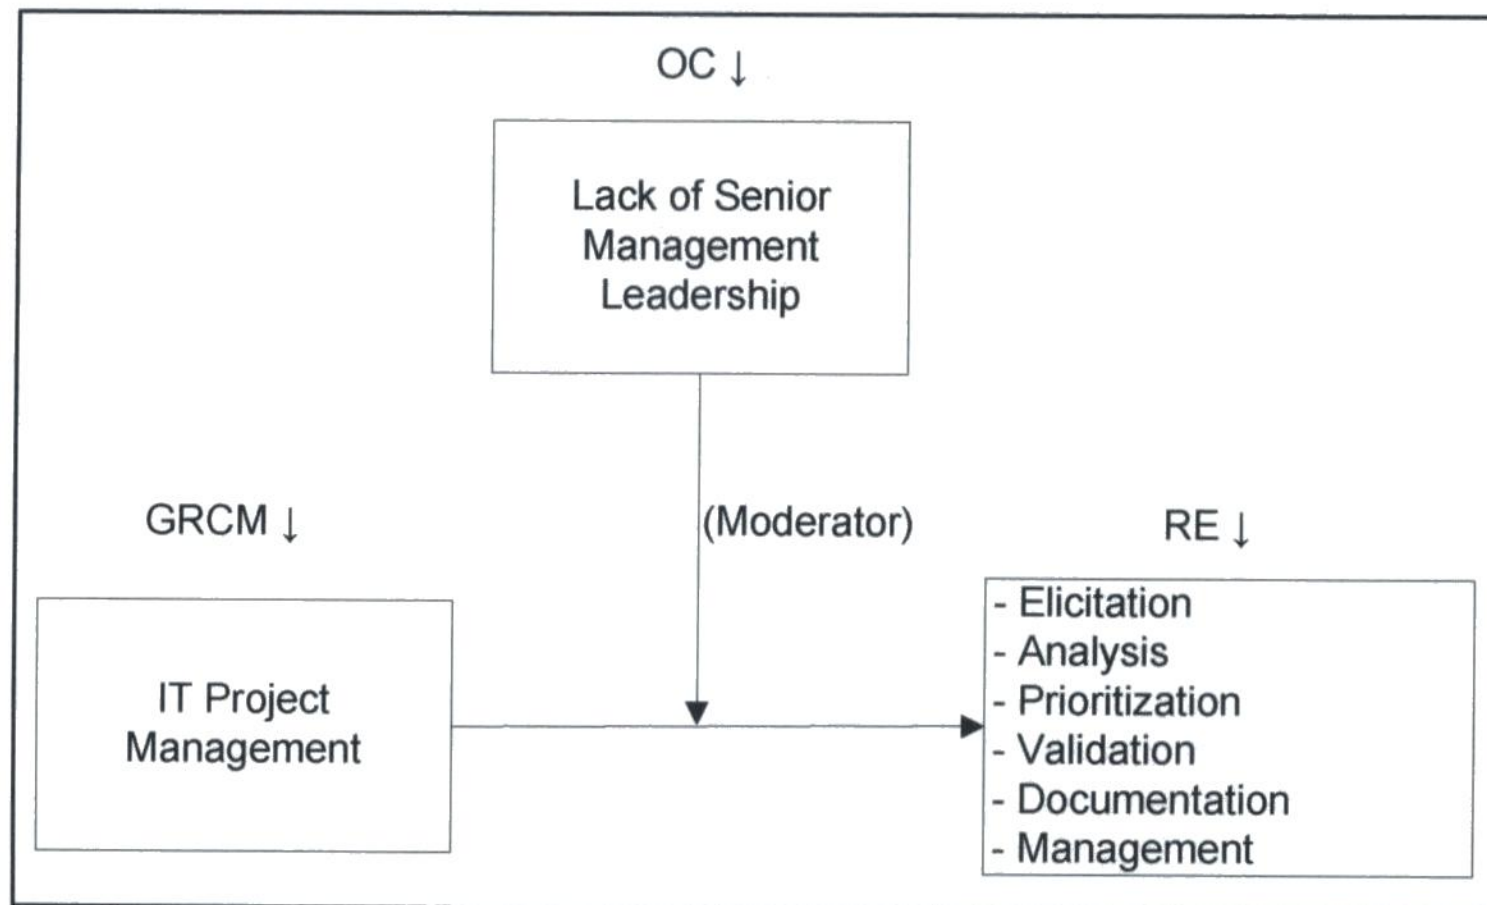 OC ↓
Lack of Senior
Management
Leadership
GRCM ↓
(Moderator)
RE ↓
IT Project
Management
- Elicitation
- Analysis
- Prioritization
- Validation
- Documentation
- Management